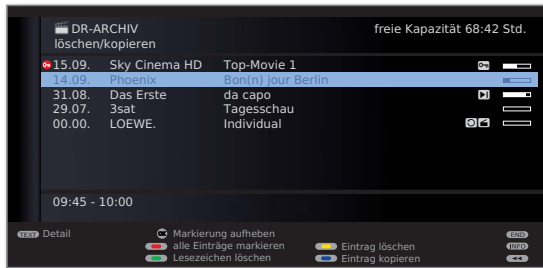 DR-ARCHIV freie Kapazität 68:42 Std.
löschen/kopieren
15.09. Sky Cinema HD Top-Movie 1
14.09. Phoenix Bon(n) jour Berlin
31.08. Das Erste da capo
29.07. 3sat Tagesschau
00.00. LOEWE. Individual
09:45 - 10:00
TEXT Detail OK Markierung aufheben END
alle Einträge markieren Eintrag löschen INFO
Lesezeichen löschen Eintrag kopieren